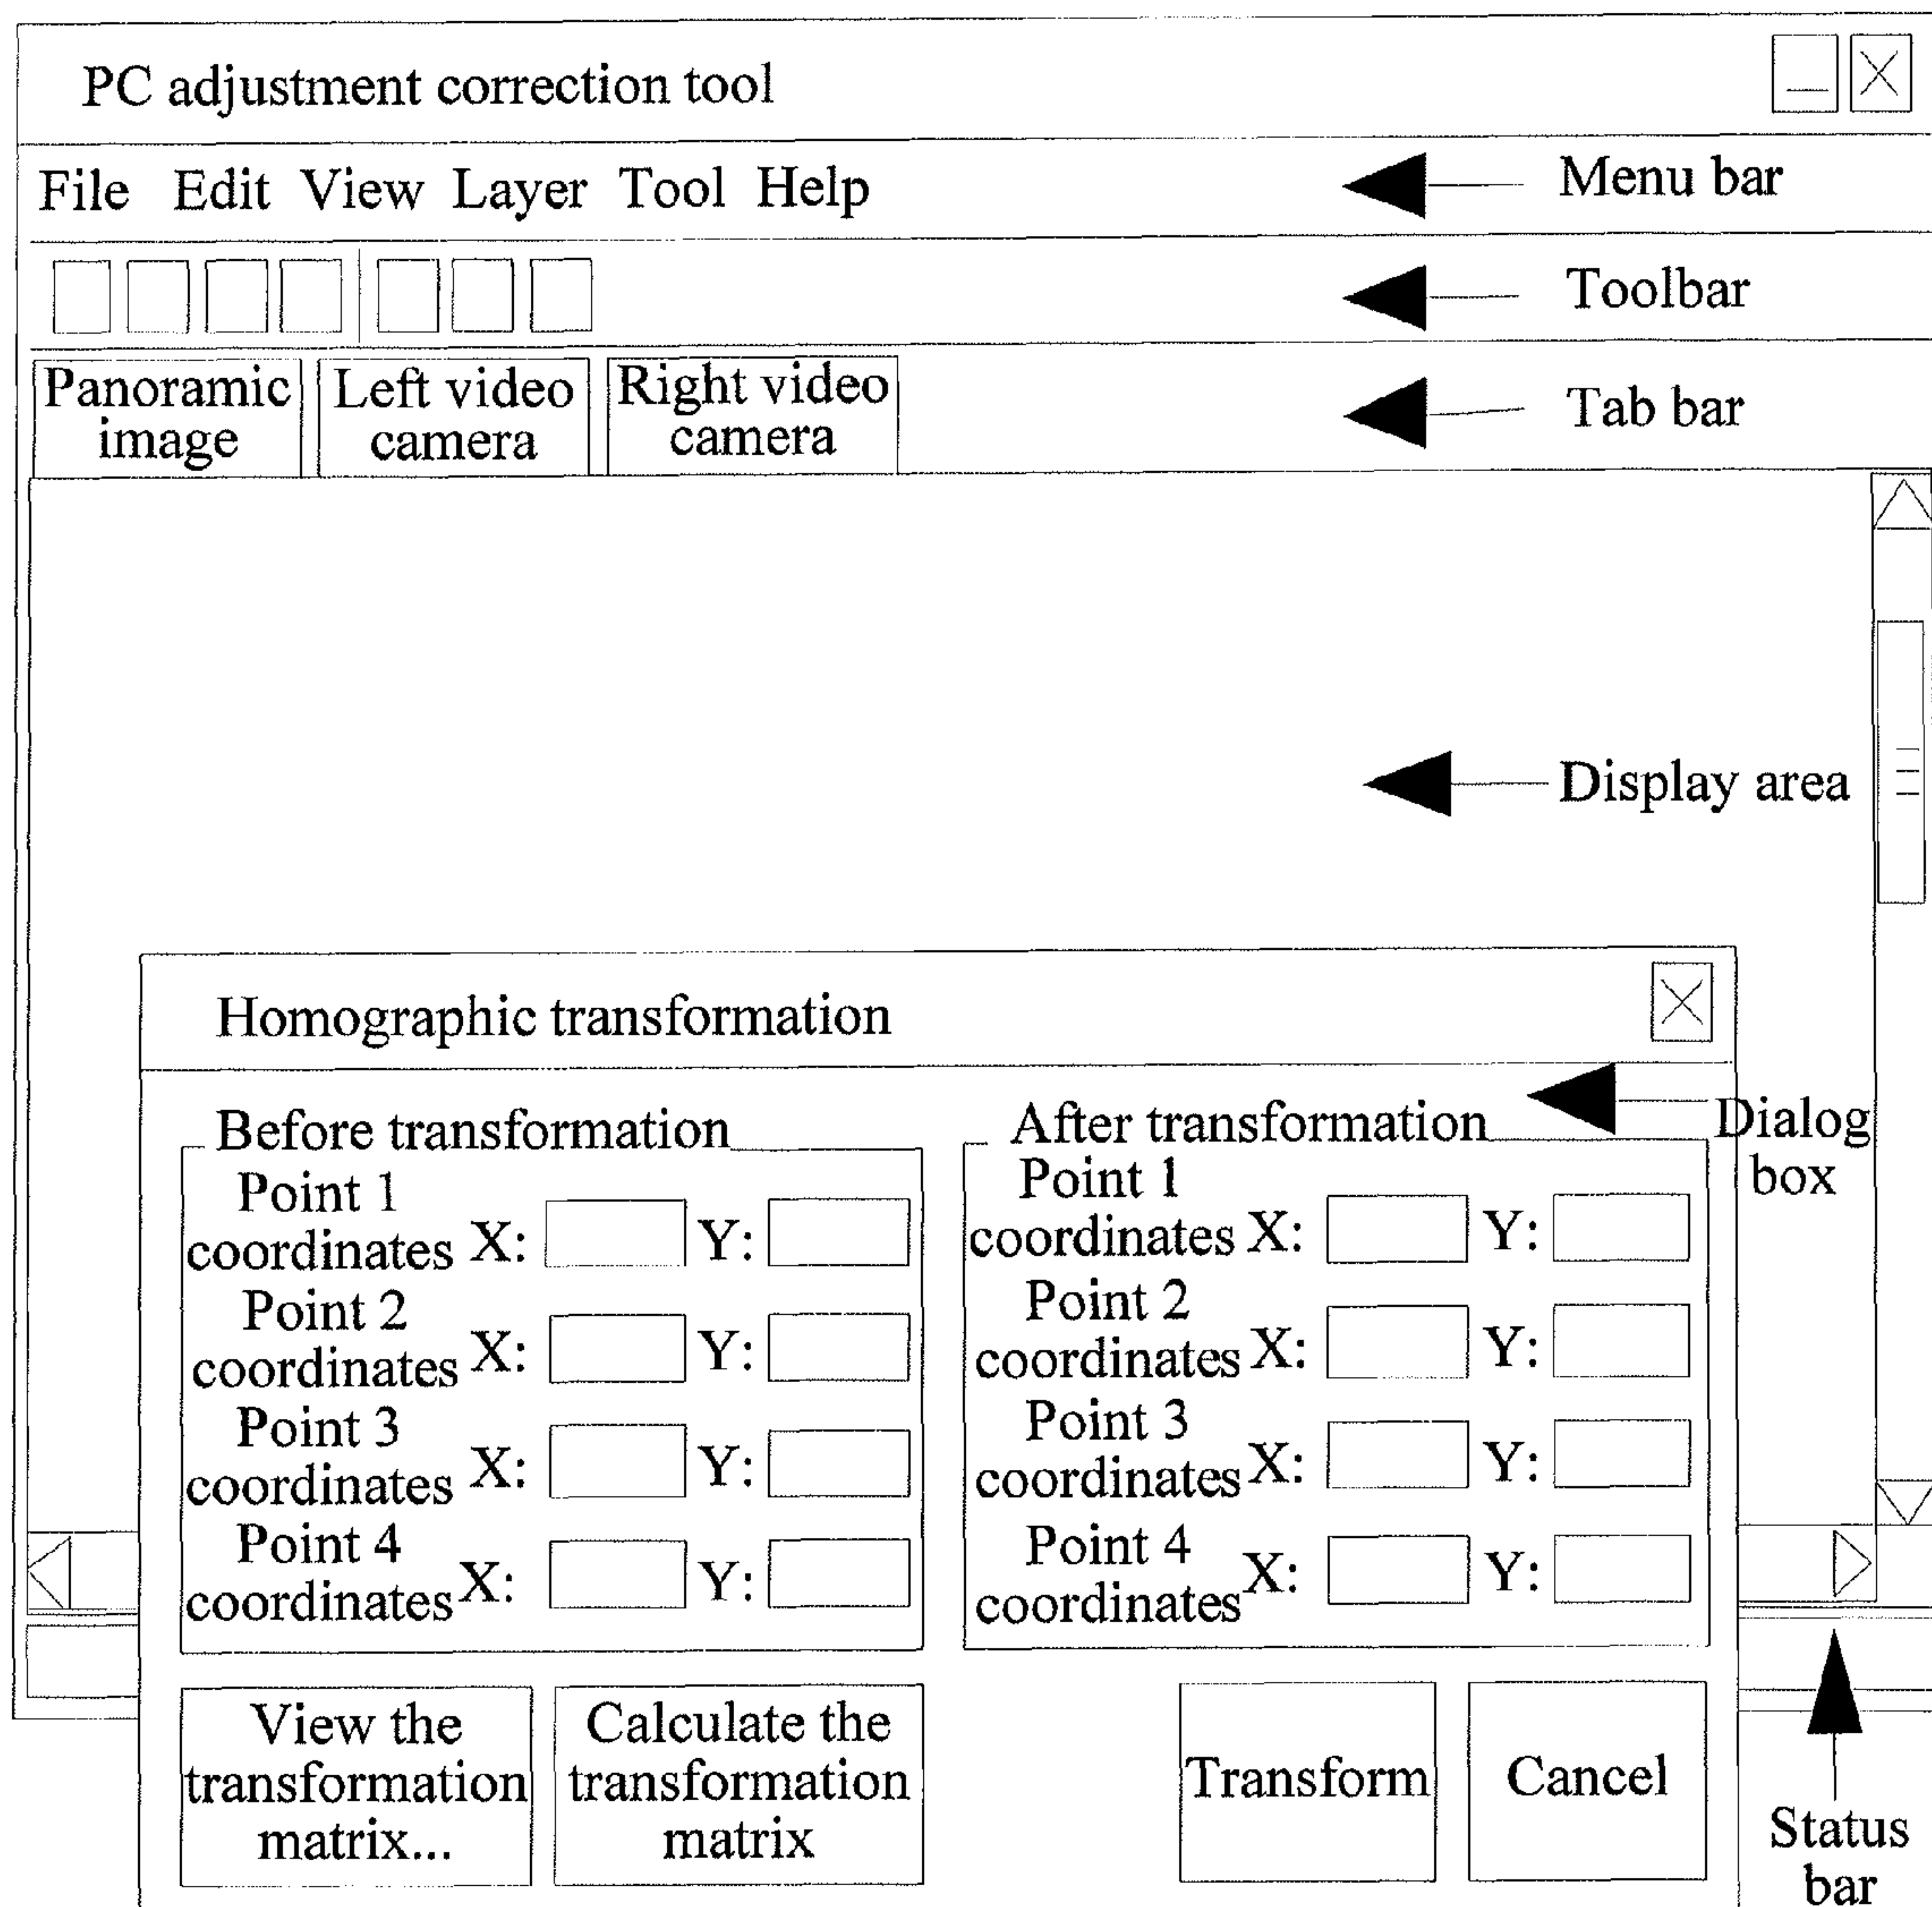 PC adjustment correction tool
File Edit View Layer Tool Help
Menu bar
Toolbar
Panoramic
image
Left video
camera
Right video
camera
Tab bar
Display area
Homographic transformation
Dialog
box
Before transformation
Point 1
coordinates X: Y:
Point 2
coordinates X: Y:
Point 3
coordinates X: Y:
Point 4
coordinates X: Y:
After transformation
Point 1
coordinates X: Y:
Point 2
coordinates X: Y:
Point 3
coordinates X: Y:
Point 4
coordinates X: Y:
View the
transformation
matrix...
Calculate the
transformation
matrix
Transform
Cancel
Status
bar